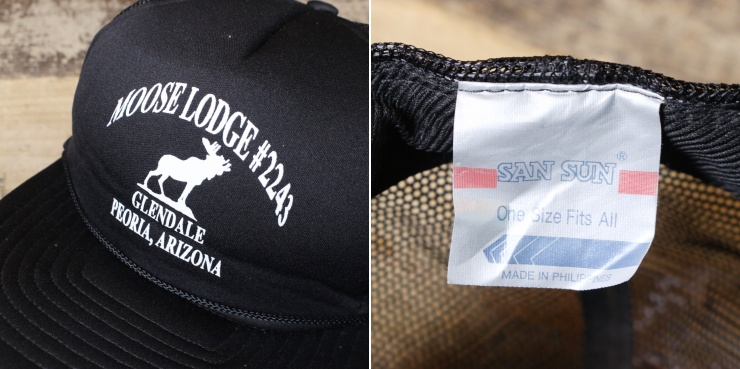 MOOSE LODGE #2243
GLENDALE
PEORIA, ARIZONA
SAN SUN®
One Size Fits All
MADE IN PHILIPPINES